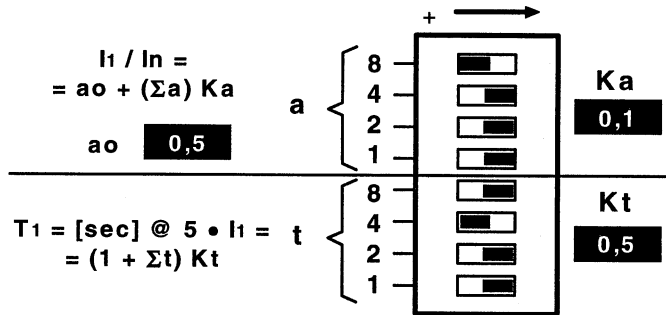 +
I1 / In =
= ao + (Σa) Ka
ao 0,5
a
8
4
2
1
Ka
0,1
T1 = [sec] @ 5 • I1 =
= (1 + Σt) Kt
t
8
4
2
1
Kt
0,5